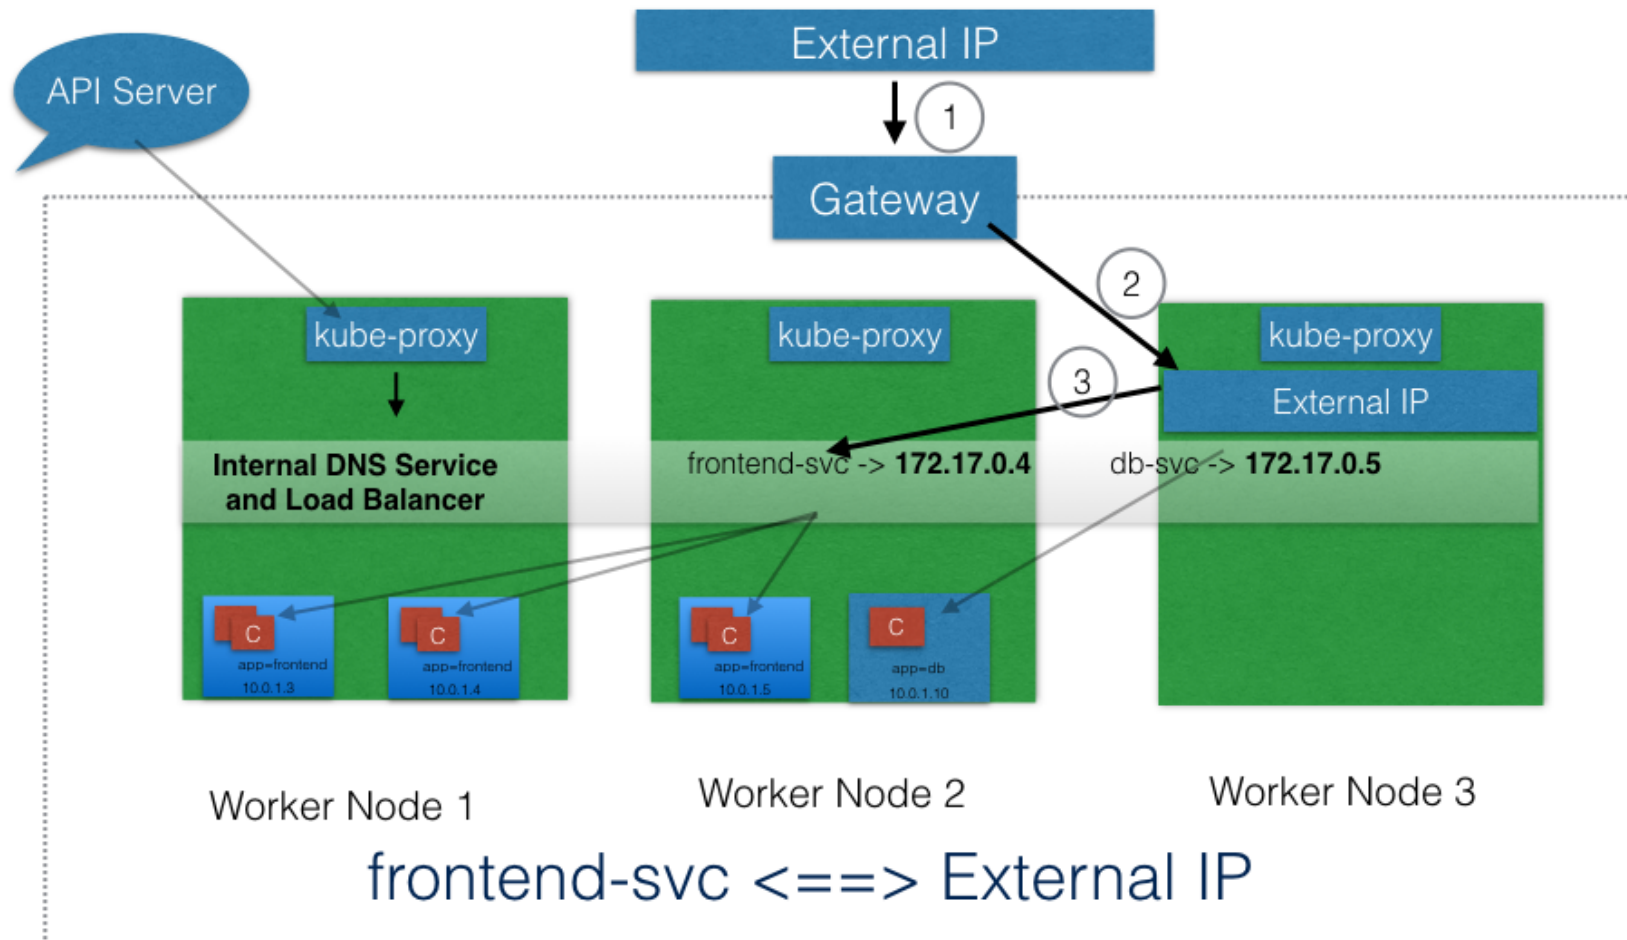 External IP
API Server
1
Gateway
2
kube-proxy
kube-proxy
kube-proxy
3
External IP
Internal DNS Service
and Load Balancer
frontend-svc -> 172.17.0.4
db-svc -> 172.17.0.5
C
app=frontend
10.0.1.3
C
app=frontend
10.0.1.4
C
app=frontend
10.0.1.5
C
app=db
10.0.1.10
Worker Node 1
Worker Node 2
Worker Node 3
frontend-svc <==> External IP